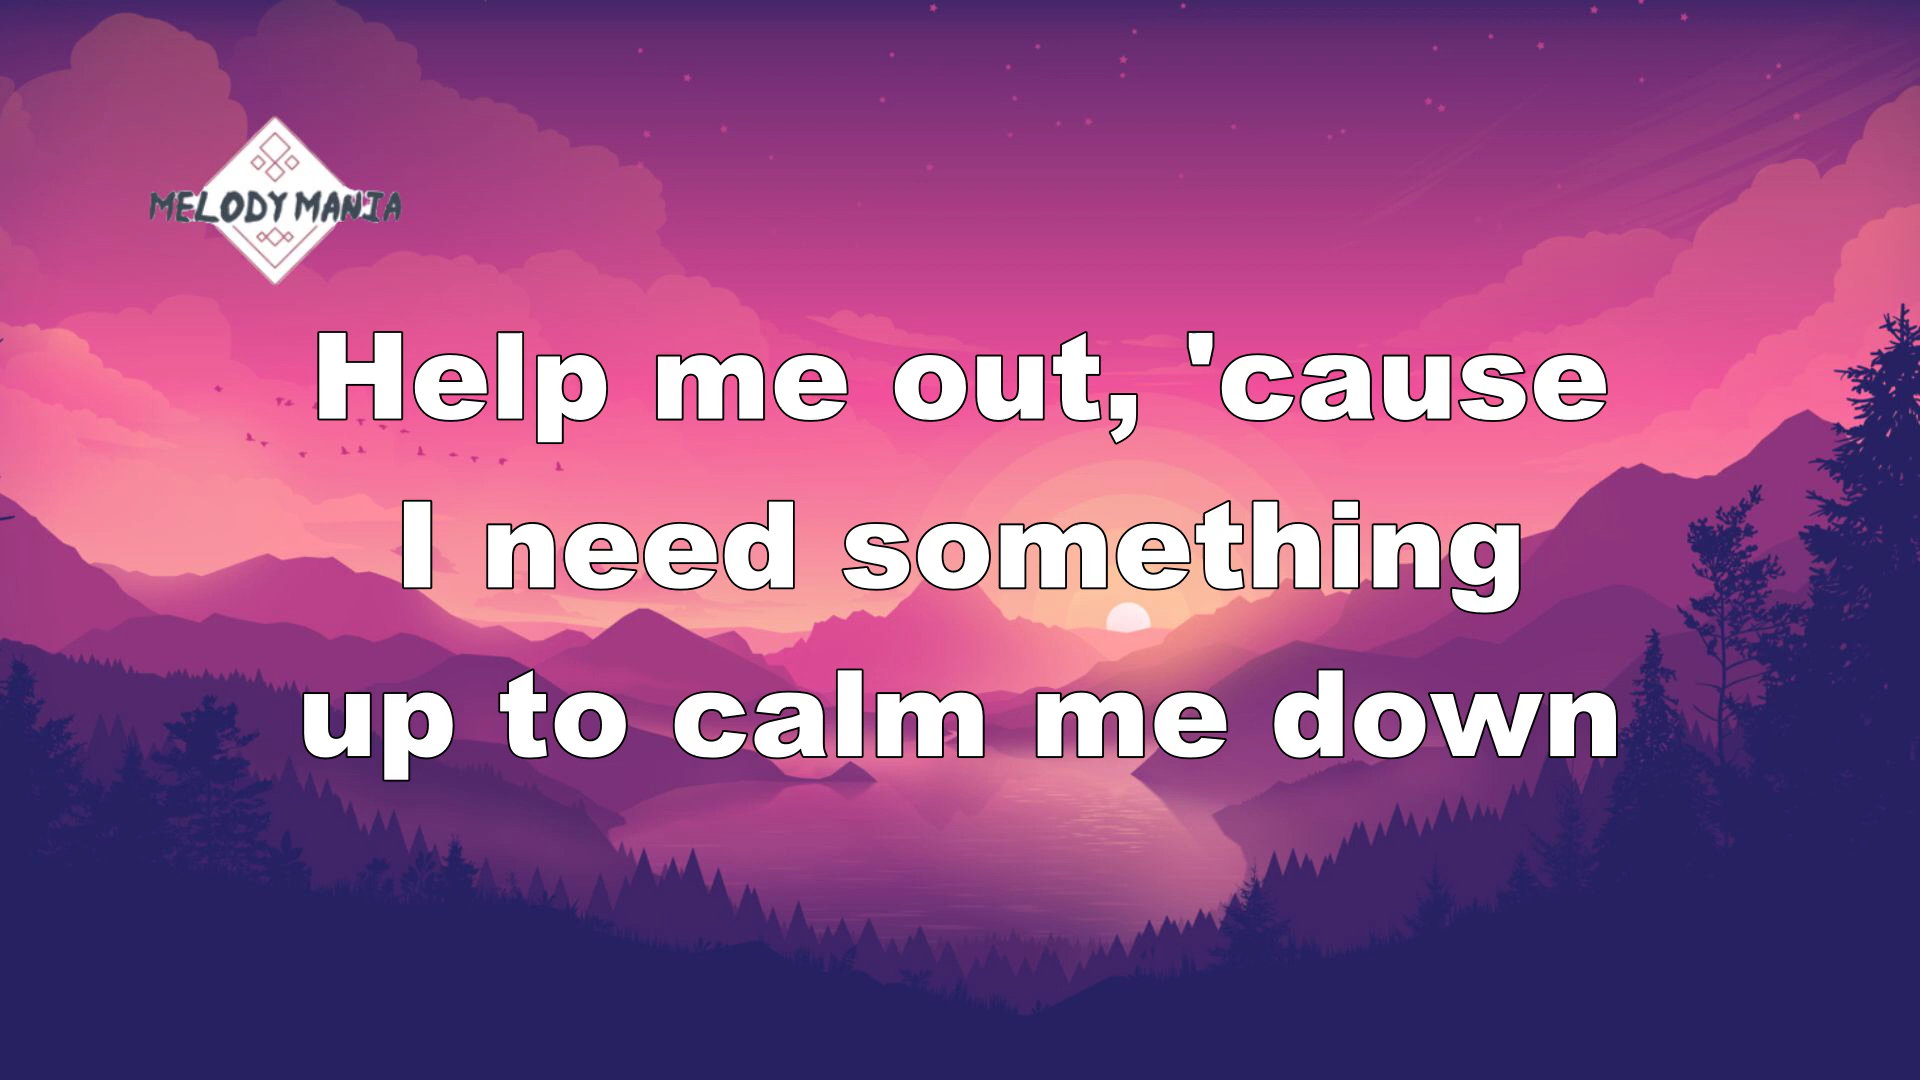 MELODY MANIA
Help me out, 'cause
I need something
up to calm me down